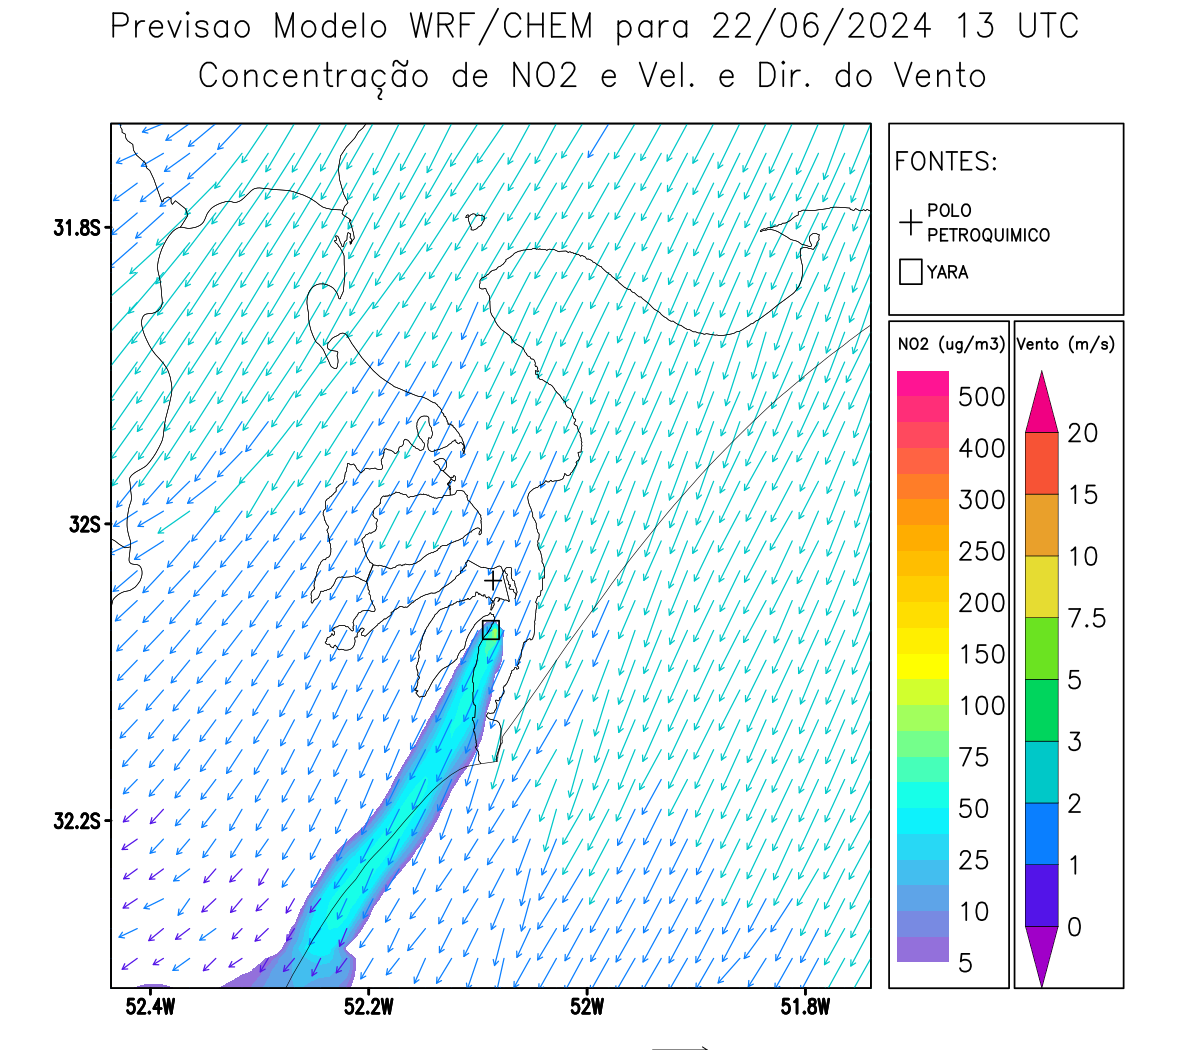 Previsao Modelo WRF/CHEM para 22/06/2024 13 UTC
Concentração de NO2 e Vel. e Dir. do Vento
FONTES:
POLO
PETROQUIMICO
YARA
31.8S
32S
32.2S
52.4W
52.2W
52W
51.8W
NO2 (ug/m3)
500
400
300
250
200
150
100
75
50
25
10
5
Vento (m/s)
20
15
10
7.5
5
3
2
1
0